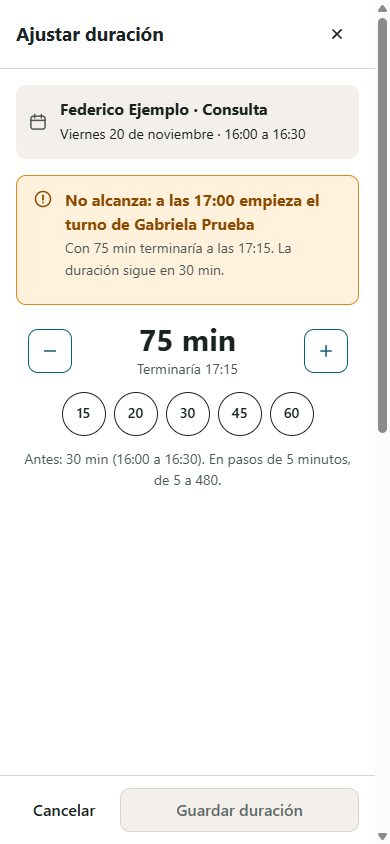 Ajustar duración
Federico Ejemplo · Consulta
Viernes 20 de noviembre · 16:00 a 16:30
No alcanza: a las 17:00 empieza el
turno de Gabriela Prueba
Con 75 min terminaría a las 17:15. La
duración sigue en 30 min.
75 min
Terminaría 17:15
15 20 30 45 60
Antes: 30 min (16:00 a 16:30). En pasos de 5 minutos,
de 5 a 480.
Cancelar Guardar duración